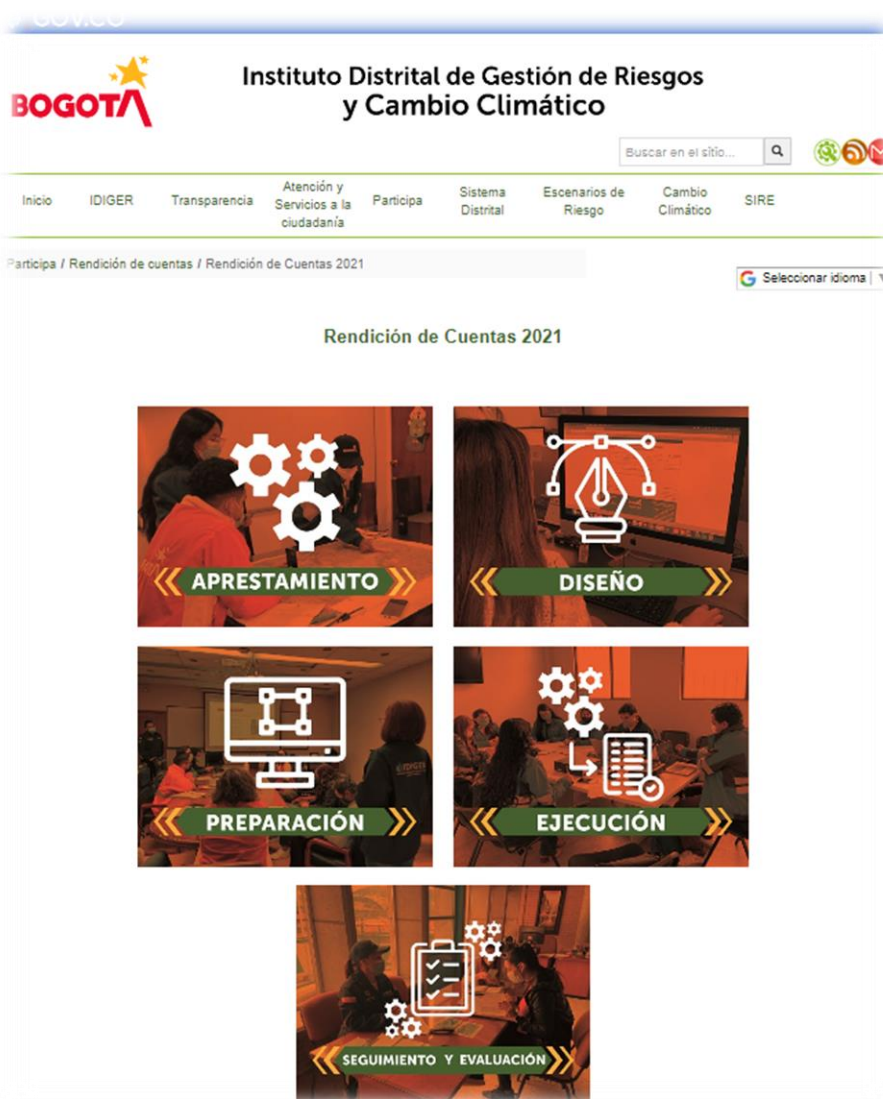 GOV.CO
BOGOTA
Instituto Distrital de Gestión de Riesgos
y Cambio Climático
Buscar en el sitio...
Inicio IDIGER Transparencia Atención y Servicios a la ciudadanía Participa Sistema Distrital Escenarios de Riesgo Cambio Climático SIRE
Participa / Rendición de cuentas / Rendición de Cuentas 2021
Seleccionar idioma
Rendición de Cuentas 2021
APRESTAMIENTO
DISEÑO
PREPARACIÓN
EJECUCIÓN
SEGUIMIENTO Y EVALUACIÓN